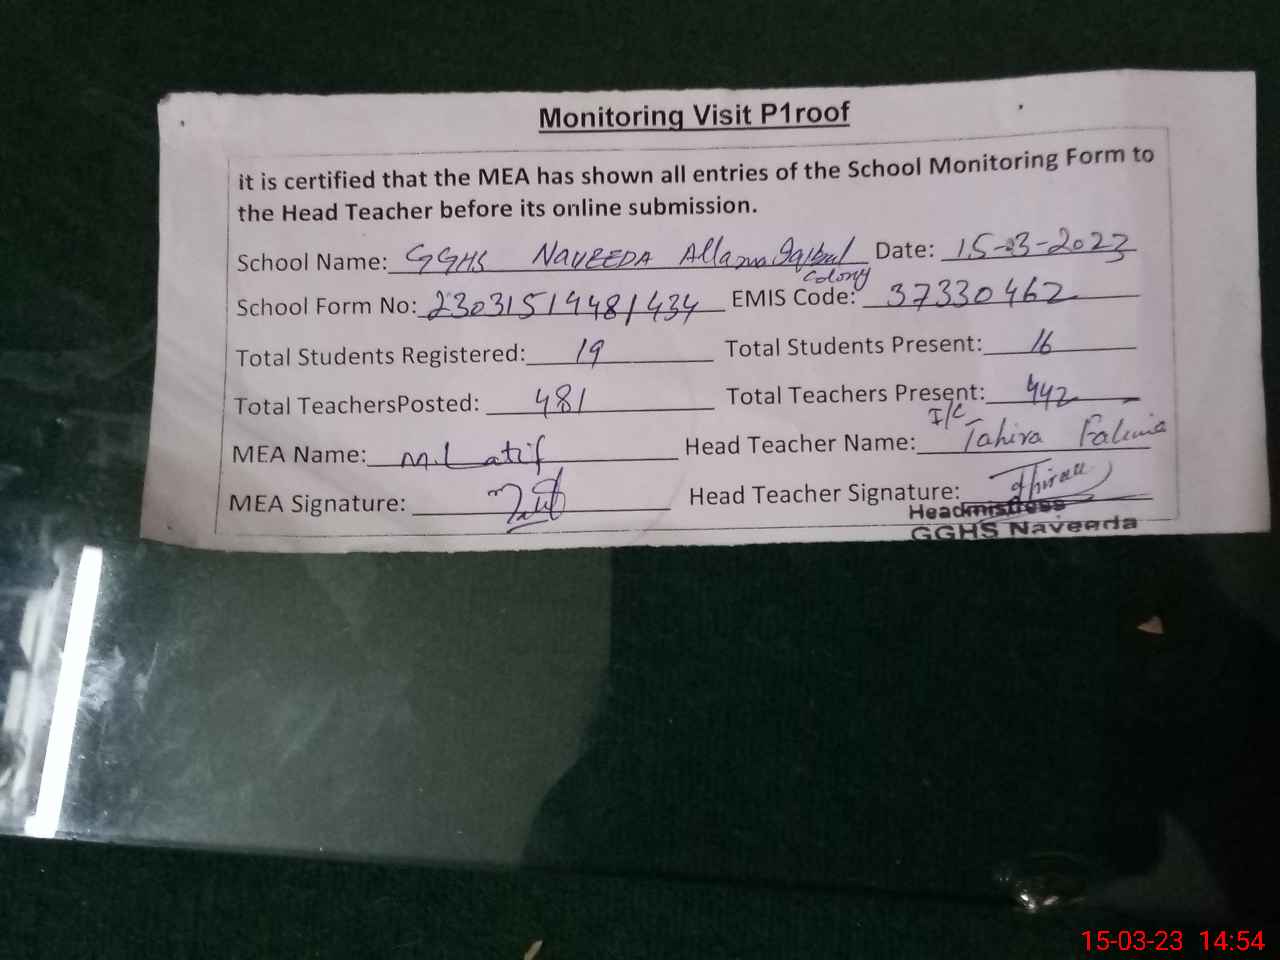 Monitoring Visit P1roof
it is certified that the MEA has shown all entries of the School Monitoring Form to
the Head Teacher before its online submission.
School Name: GGHS NAVEEDA Allama Iqbal Colony Date: 15-03-2023
School Form No: 23031519481434 EMIS Code: 37330462
Total Students Registered: 19 Total Students Present: 16
Total TeachersPosted: 481 Total Teachers Present: 442
MEA Name: M. Latif Head Teacher Name: I/C Tahira Fatima
MEA Signature: Head Teacher Signature:
Headmistress
GGHS Naveeda
15-03-23 14:54